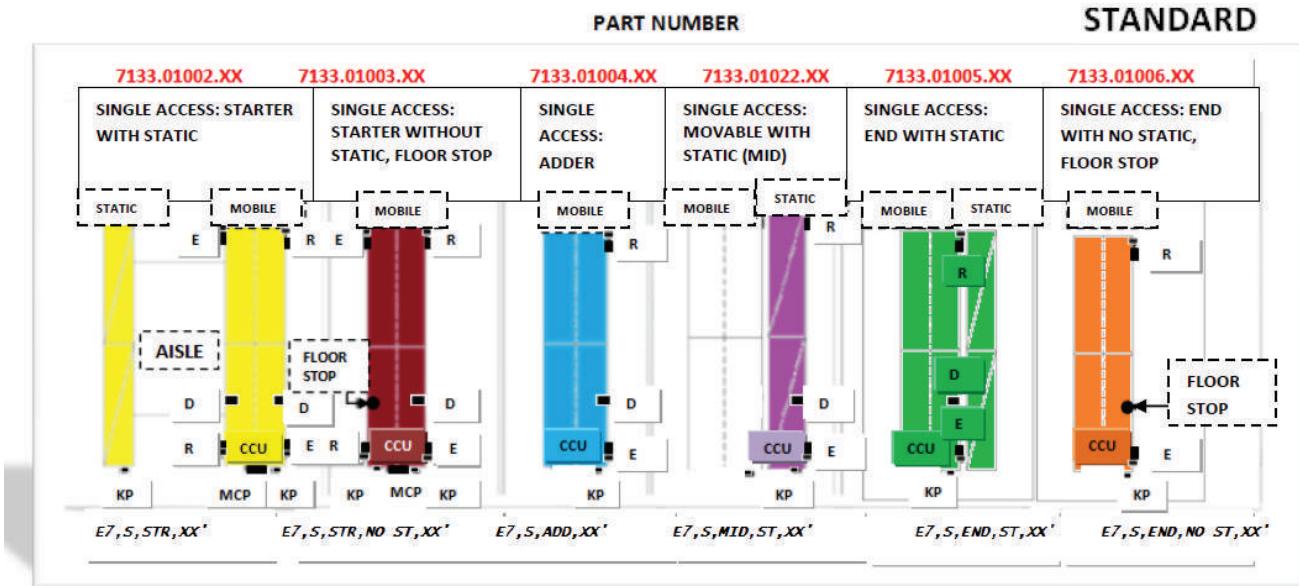 PART NUMBER
STANDARD
7133.01002.XX
7133.01003.XX
7133.01004.XX
7133.01022.XX
7133.01005.XX
7133.01006.XX
SINGLE ACCESS: STARTER
WITH STATIC
SINGLE ACCESS:
STARTER WITHOUT
STATIC, FLOOR STOP
SINGLE
ACCESS:
ADDER
SINGLE ACCESS:
MOVABLE WITH
STATIC (MID)
SINGLE ACCESS:
END WITH STATIC
SINGLE ACCESS: END
WITH NO STATIC,
FLOOR STOP
STATIC
MOBILE
MOBILE
MOBILE
MOBILE
STATIC
MOBILE
STATIC
MOBILE
E
R
E
R
R
R
R
R
AISLE
FLOOR
STOP
FLOOR
STOP
D
D
D
D
D
D
R
CCU
E
R
CCU
E
CCU
E
CCU
E
CCU
E
CCU
E
KP
MCP
KP
KP
MCP
KP
KP
KP
KP
KP
E7,S,STR,XX'
E7,S,STR,NO ST,XX'
E7,S,ADD,XX'
E7,S,MID,ST,XX'
E7,S,END,ST,XX'
E7,S,END,NO ST,XX'